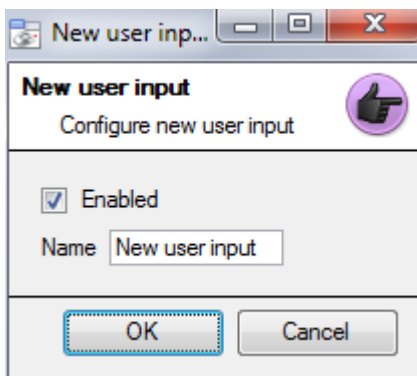 New user inp...
New user input
Configure new user input
Enabled
Name New user input
OK Cancel